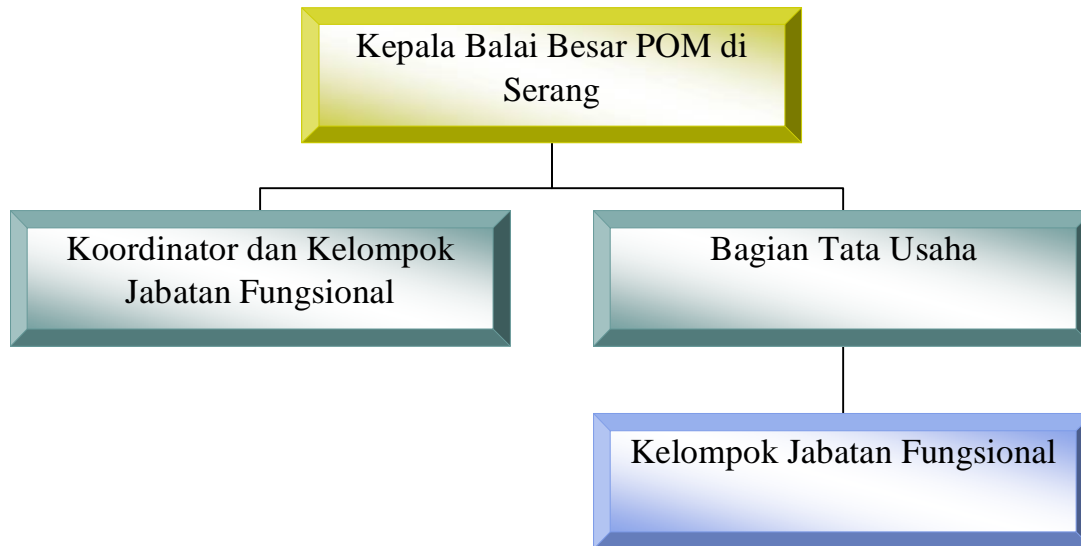 Kepala Balai Besar POM di
Serang
Koordinator dan Kelompok
Jabatan Fungsional
Bagian Tata Usaha
Kelompok Jabatan Fungsional